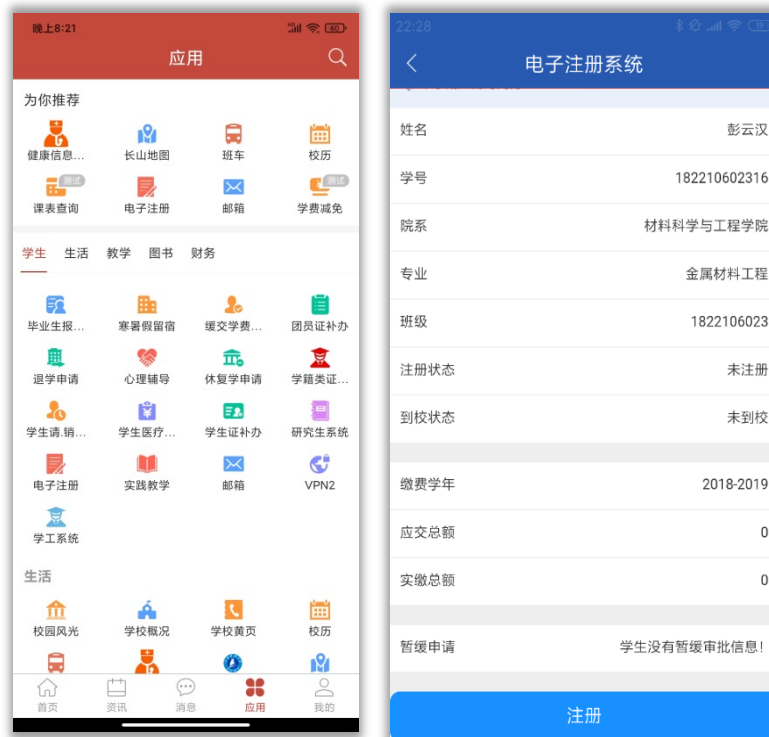 晚上8:21
60
应用
为你推荐
健康信息... 长山地图 班车 校历
测试 测试
课表查询 电子注册 邮箱 学费减免
学生 生活 教学 图书 财务
毕业生报... 寒暑假留宿 缓交学费... 团员证补办
退学申请 心理辅导 休复学申请 学籍类证...
学生请.销... 学生医疗... 学生证补办 研究生系统
电子注册 实践教学 邮箱 VPN2
学工系统
生活
校园风光 学校概况 学校黄页 校历
首页 资讯 消息 应用 我的
22:28
19
电子注册系统
姓名 彭云汉
学号 182210602316
院系 材料科学与工程学院
专业 金属材料工程
班级 1822106023
注册状态 未注册
到校状态 未到校
缴费学年 2018-2019
应交总额 0
实缴总额 0
暂缓申请 学生没有暂缓审批信息!
注册